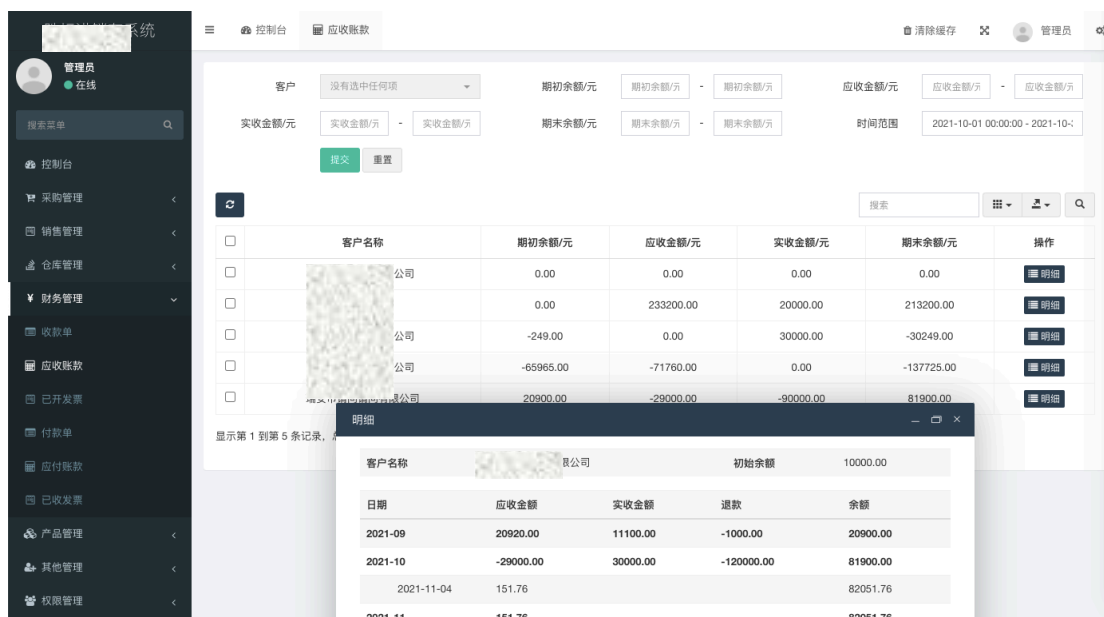 系统
控制台
应收账款
清除缓存
管理员
管理员
在线
搜索菜单
控制台
采购管理
销售管理
仓库管理
¥ 财务管理
收款单
应收账款
已开发票
付款单
应付账款
已收发票
产品管理
其他管理
权限管理
客户 没有选中任何项 期初余额/元 期初余额/元 - 期初余额/元 应收金额/元 应收金额/元 - 应收金额/元
实收金额/元 实收金额/元 - 实收金额/元 期末余额/元 期末余额/元 - 期末余额/元 时间范围 2021-10-01 00:00:00 - 2021-10-
提交 重置
搜索
客户名称 期初余额/元 应收金额/元 实收金额/元 期末余额/元 操作
公司 0.00 0.00 0.00 0.00 明细
0.00 233200.00 20000.00 213200.00 明细
公司 -249.00 0.00 30000.00 -30249.00 明细
公司 -65965.00 -71760.00 0.00 -137725.00 明细
限公司 20900.00 -29000.00 -90000.00 81900.00 明细
显示第 1 到第 5 条记录,
明细
客户名称 限公司 初始余额 10000.00
日期 应收金额 实收金额 退款 余额
2021-09 20920.00 11100.00 -1000.00 20900.00
2021-10 -29000.00 30000.00 -120000.00 81900.00
2021-11-04 151.76 82051.76
2021-11 151.76 82051.76